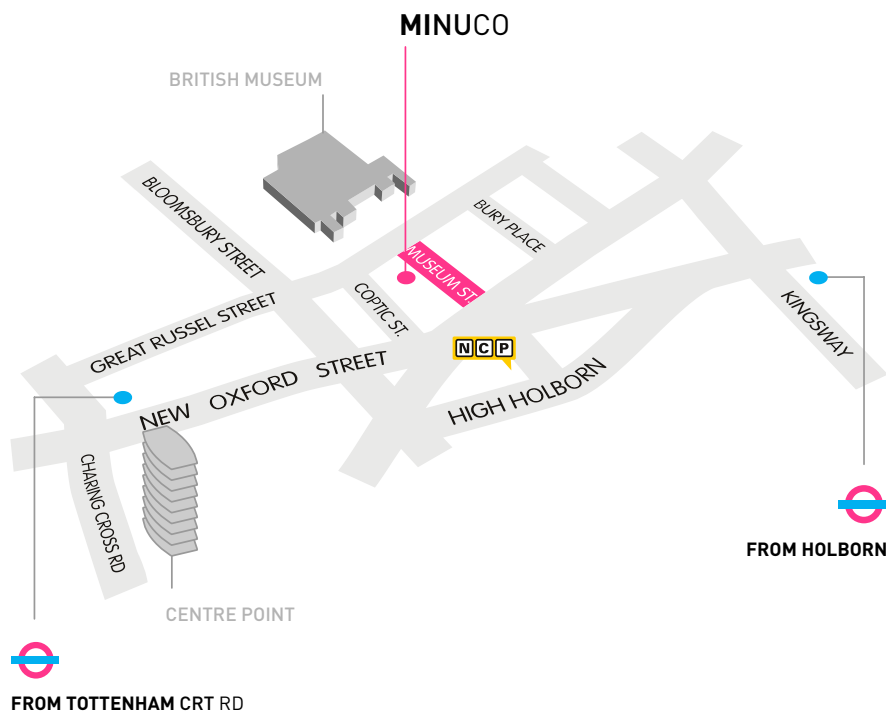 MINUCO
BRITISH MUSEUM
BLOOMSBURY STREET
BURY PLACE
MUSEUM ST.
COPTIC ST.
KINGSWAY
GREAT RUSSEL STREET
NCP
NEW OXFORD STREET
HIGH HOLBORN
CHARING CROSS RD
FROM HOLBORN
CENTRE POINT
FROM TOTTENHAM CRT RD